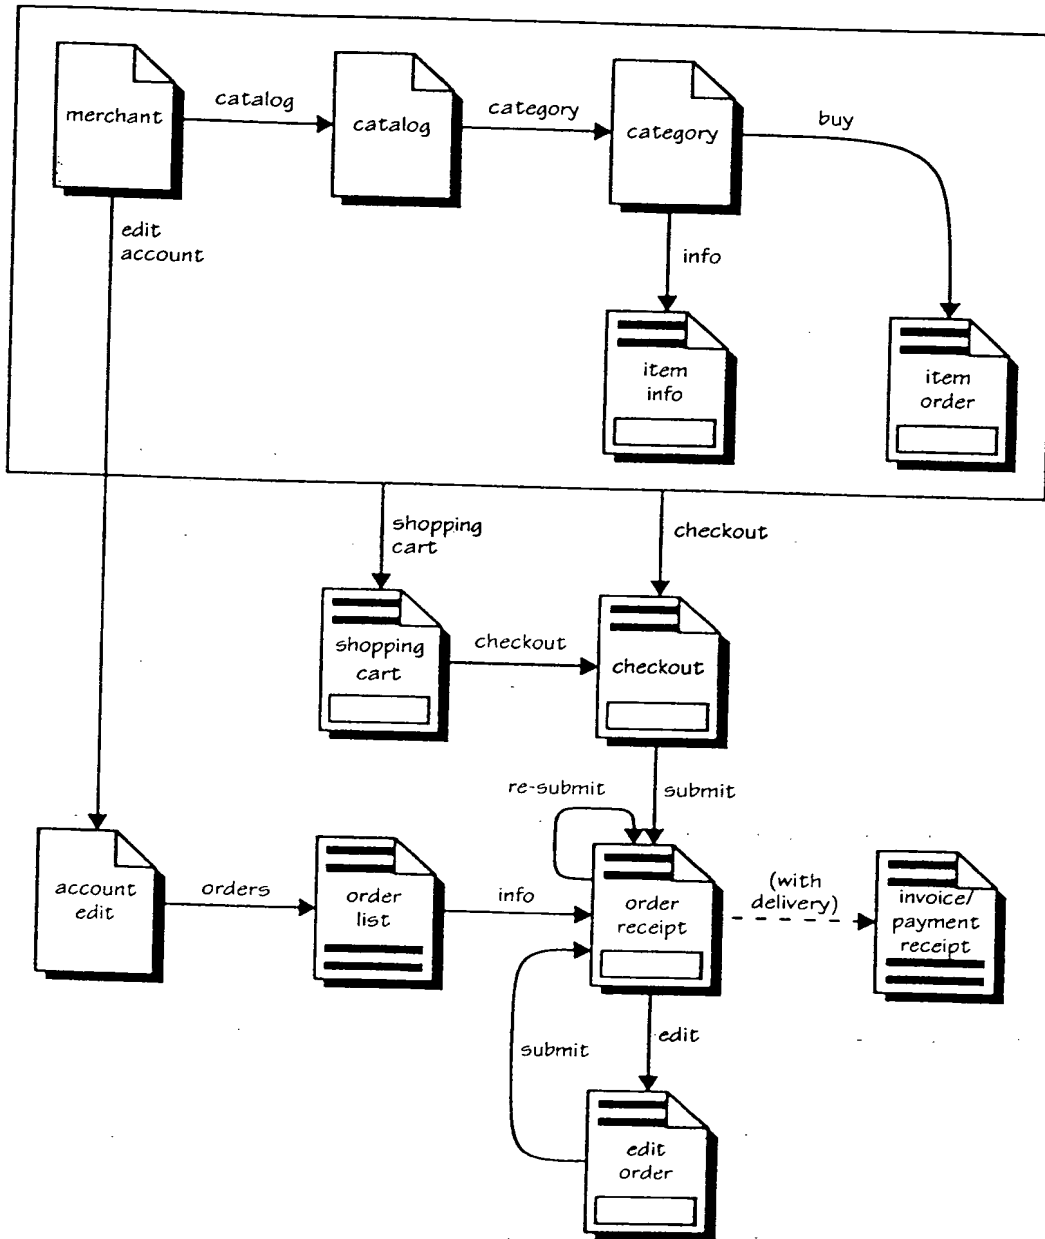 merchant
catalog
catalog
category
category
buy
edit
account
info
item
info
item
order
shopping
cart
checkout
shopping
cart
checkout
checkout
re-submit
submit
account
edit
orders
order
list
info
order
receipt
(with
delivery)
invoice/
payment
receipt
submit
edit
edit
order